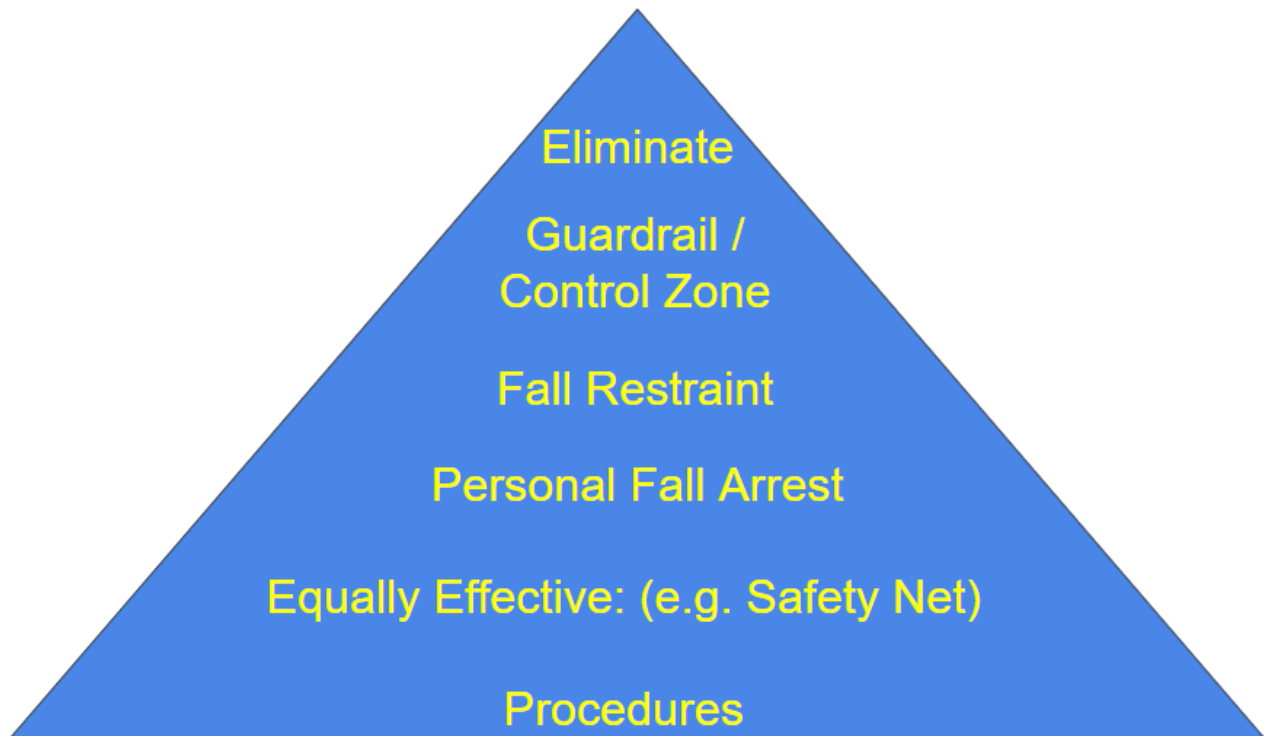 Eliminate
Guardrail /
Control Zone
Fall Restraint
Personal Fall Arrest
Equally Effective: (e.g. Safety Net)
Procedures